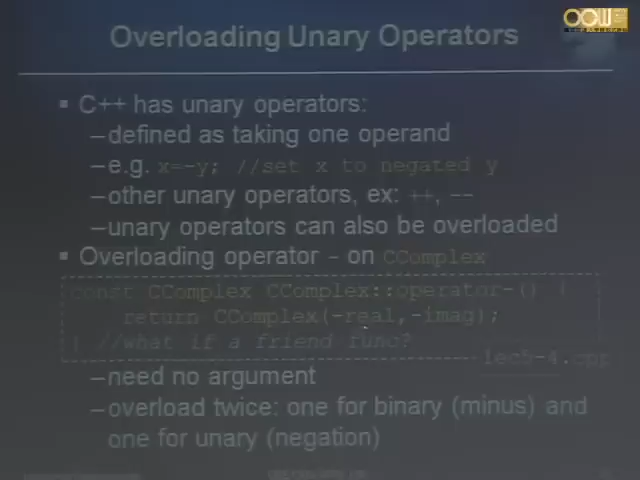 OCW
Overloading Unary Operators
▪ C++ has unary operators:
–defined as taking one operand
–e.g. x=-y; //set x to negated y
–other unary operators, ex: ++, --
–unary operators can also be overloaded
▪ Overloading operator - on CComplex
const CComplex CComplex::operator-() {
return CComplex(-real,-imag);
} //what if a friend func?
lec5-4.cpp
–need no argument
–overload twice: one for binary (minus) and
one for unary (negation)